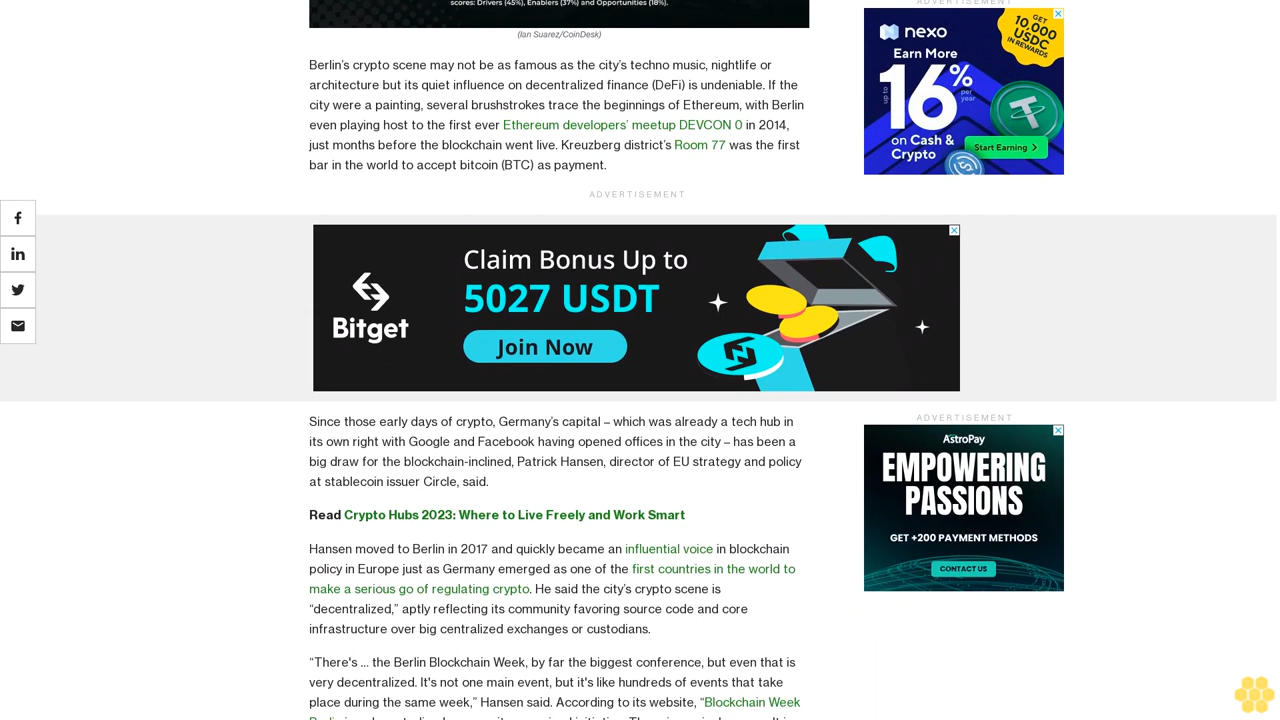 scores: Drivers (45%), Enablers (37%) and Opportunities (18%).
(Ian Suarez/CoinDesk)
Berlin’s crypto scene may not be as famous as the city’s techno music, nightlife or
architecture but its quiet influence on decentralized finance (DeFi) is undeniable. If the
city were a painting, several brushstrokes trace the beginnings of Ethereum, with Berlin
even playing host to the first ever Ethereum developers’ meetup DEVCON 0 in 2014,
just months before the blockchain went live. Kreuzberg district’s Room 77 was the first
bar in the world to accept bitcoin (BTC) as payment.
ADVERTISEMENT
nexo
GET
10,000
USDC
IN REWARDS
Earn More
up to
16%
per
year
on Cash &
Crypto
Start Earning
ADVERTISEMENT
Bitget
Claim Bonus Up to
5027 USDT
Join Now
Since those early days of crypto, Germany’s capital – which was already a tech hub in
its own right with Google and Facebook having opened offices in the city – has been a
big draw for the blockchain-inclined, Patrick Hansen, director of EU strategy and policy
at stablecoin issuer Circle, said.
Read Crypto Hubs 2023: Where to Live Freely and Work Smart
Hansen moved to Berlin in 2017 and quickly became an influential voice in blockchain
policy in Europe just as Germany emerged as one of the first countries in the world to
make a serious go of regulating crypto. He said the city’s crypto scene is
“decentralized,” aptly reflecting its community favoring source code and core
infrastructure over big centralized exchanges or custodians.
“There's ... the Berlin Blockchain Week, by far the biggest conference, but even that is
very decentralized. It's not one main event, but it's like hundreds of events that take
place during the same week,” Hansen said. According to its website, “Blockchain Week
ADVERTISEMENT
AstroPay
EMPOWERING
PASSIONS
GET +200 PAYMENT METHODS
CONTACT US